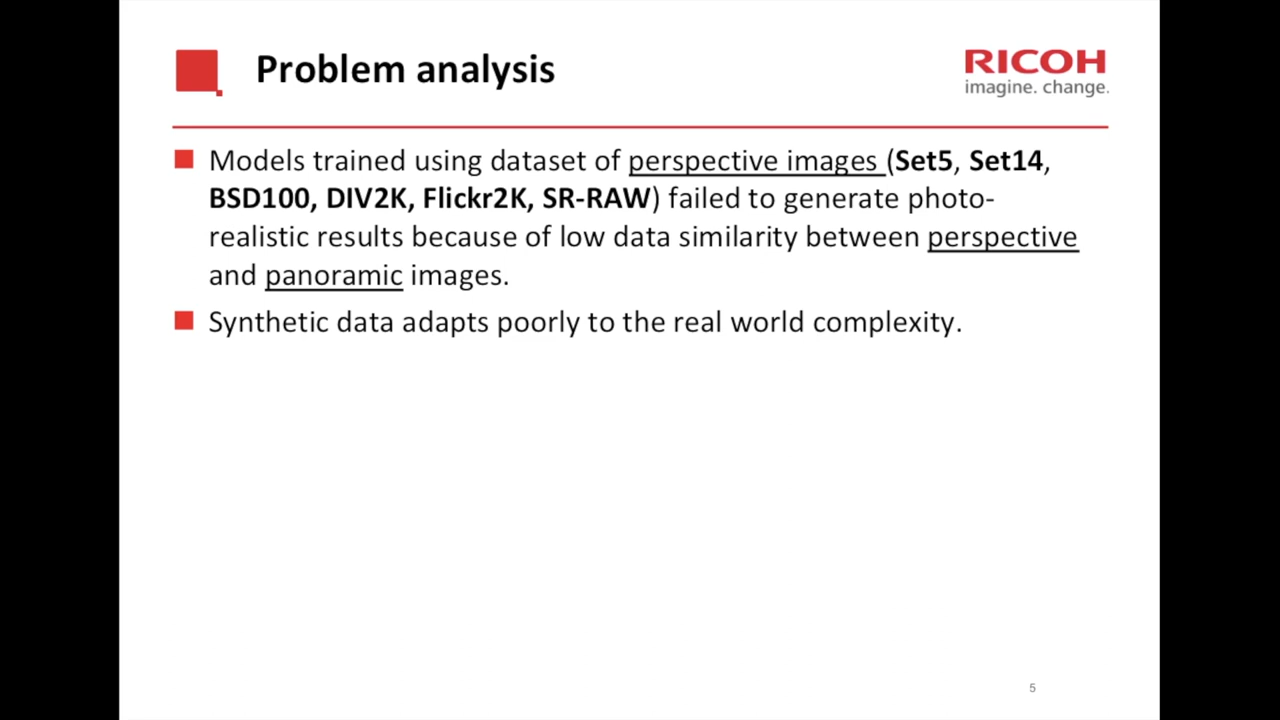 Problem analysis
RICOH
imagine. change.
Models trained using dataset of perspective images (Set5, Set14,
BSD100, DIV2K, Flickr2K, SR-RAW) failed to generate photo-
realistic results because of low data similarity between perspective
and panoramic images.
Synthetic data adapts poorly to the real world complexity.
5